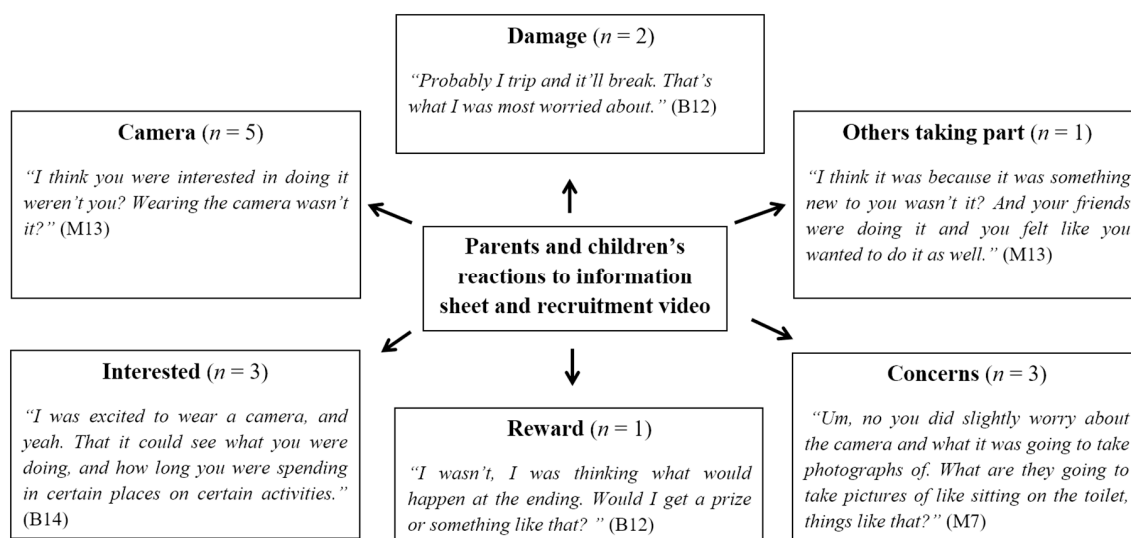 Damage (n = 2)
“Probably I trip and it’ll break. That’s
what I was most worried about.” (B12)
Camera (n = 5)
“I think you were interested in doing it
weren’t you? Wearing the camera wasn’t
it?” (M13)
Others taking part (n = 1)
“I think it was because it was something
new to you wasn’t it? And your friends
were doing it and you felt like you
wanted to do it as well.” (M13)
Parents and children’s
reactions to information
sheet and recruitment video
Interested (n = 3)
“I was excited to wear a camera, and
yeah. That it could see what you were
doing, and how long you were spending
in certain places on certain activities.”
(B14)
Reward (n = 1)
“I wasn’t, I was thinking what would
happen at the ending. Would I get a prize
or something like that? ” (B12)
Concerns (n = 3)
“Um, no you did slightly worry about
the camera and what it was going to take
photographs of. What are they going to
take pictures of like sitting on the toilet,
things like that?” (M7)